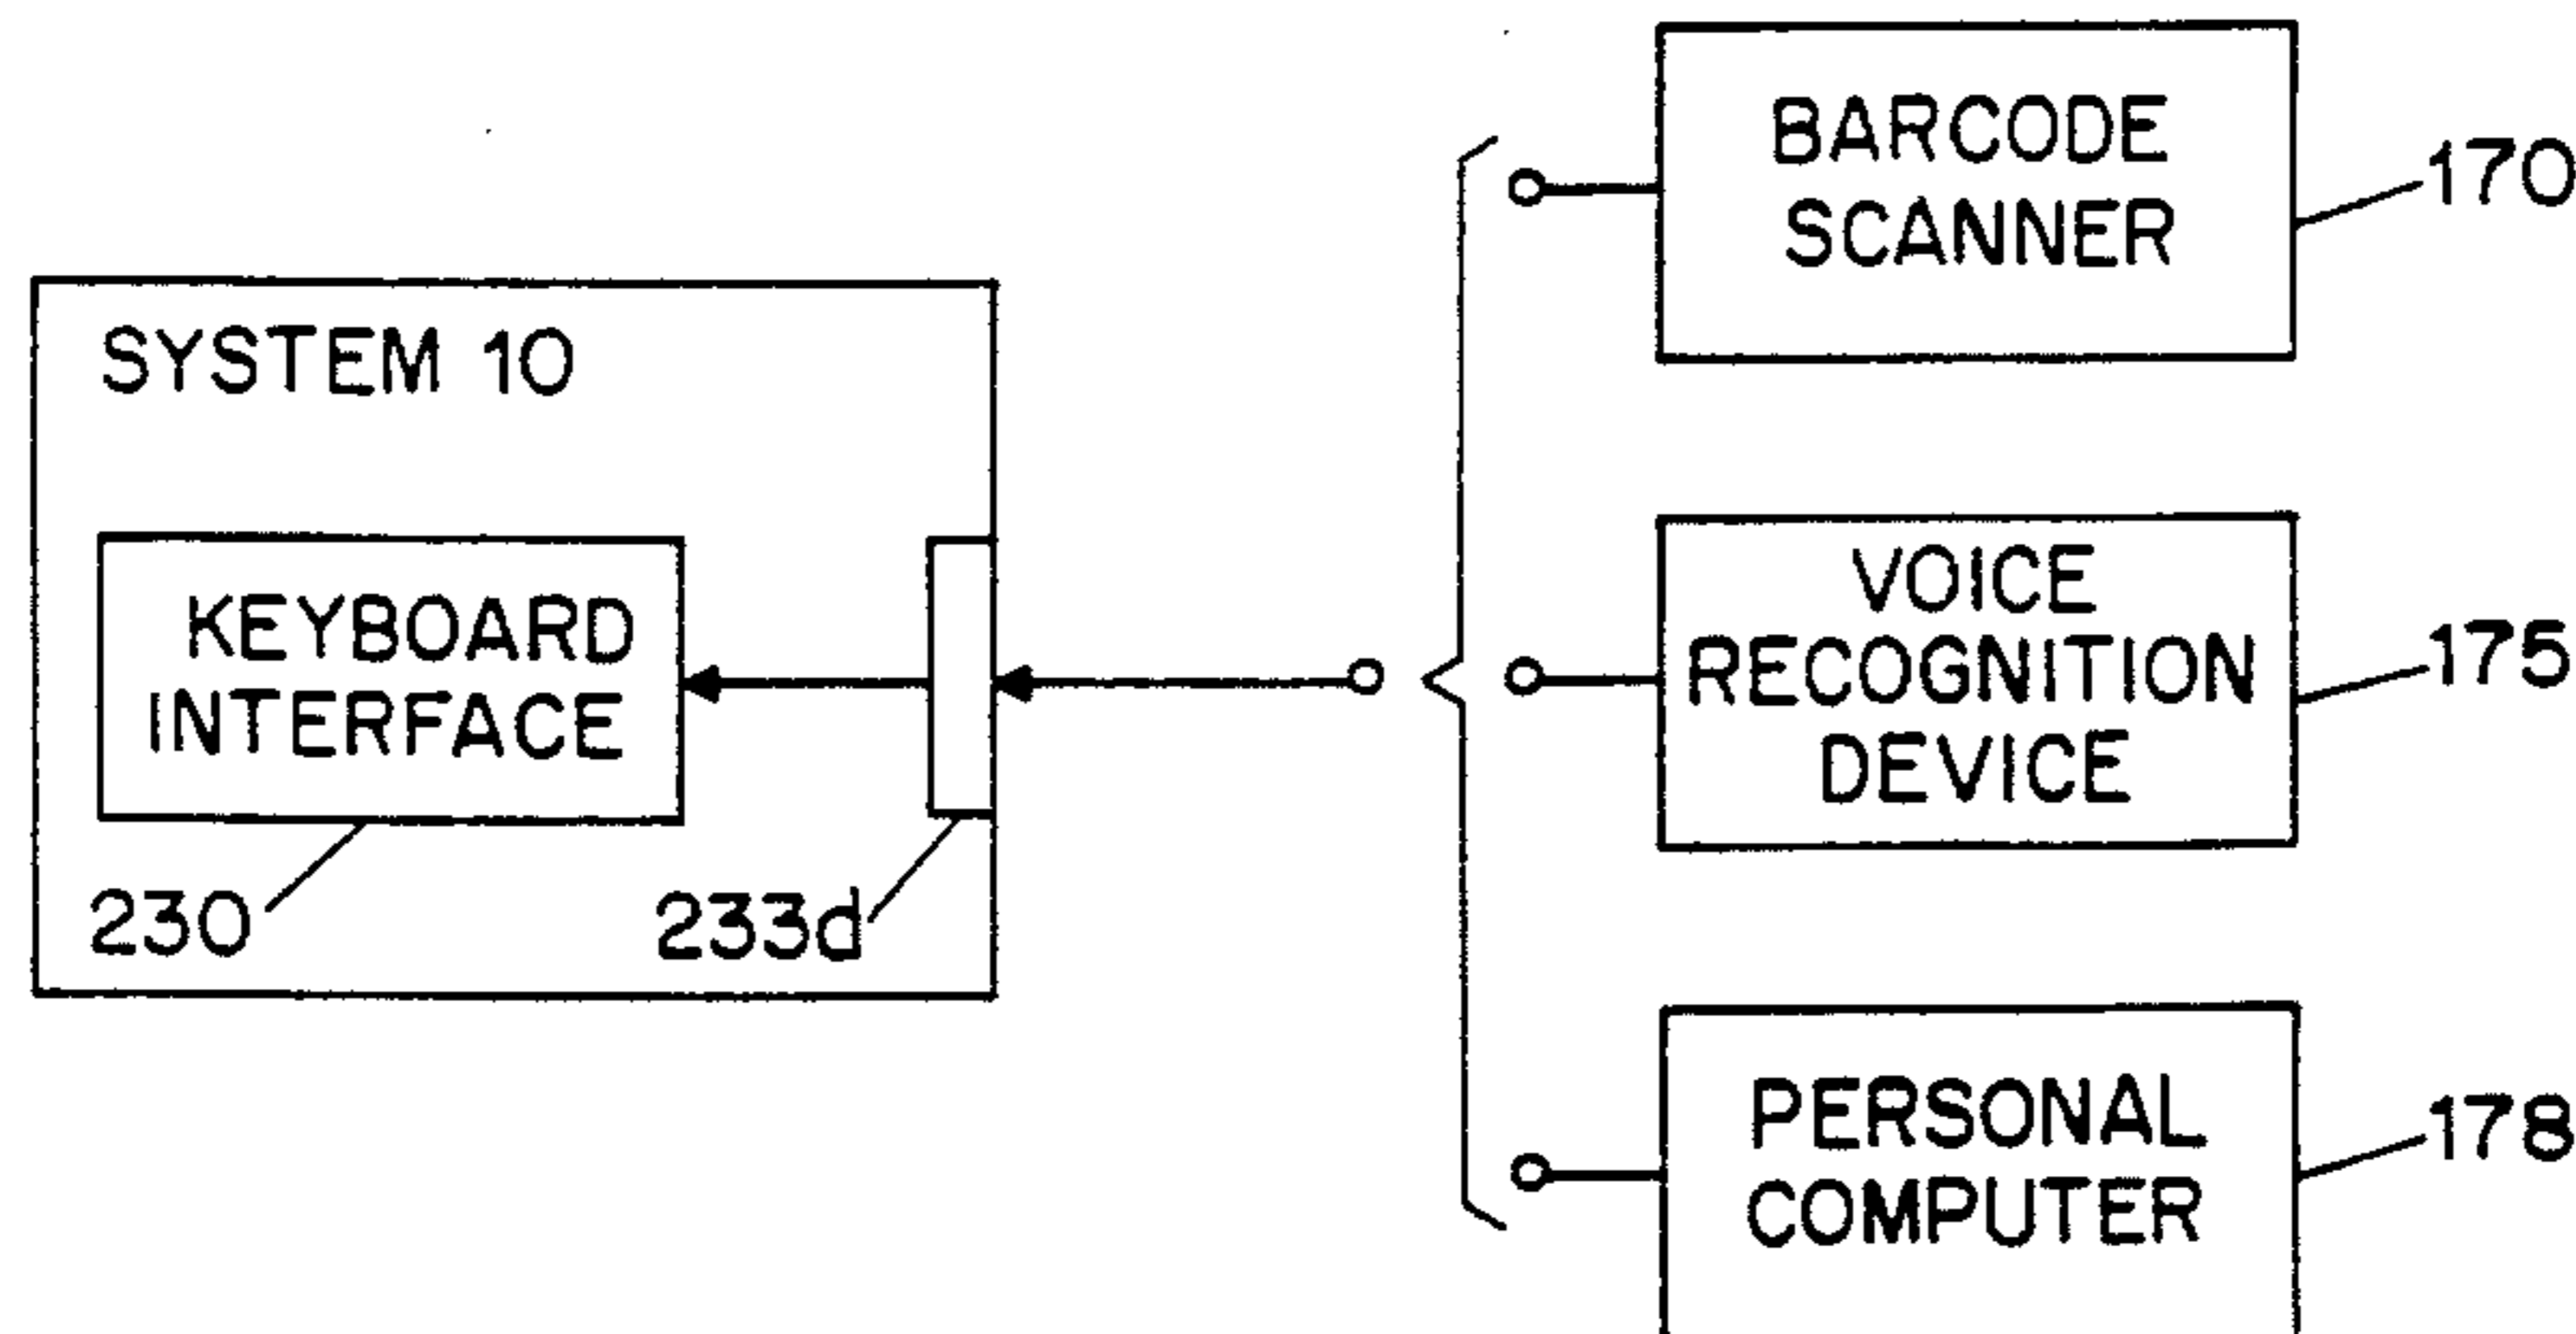 BARCODE
SCANNER
170
SYSTEM 10
KEYBOARD
INTERFACE
230
233d
VOICE
RECOGNITION
DEVICE
175
PERSONAL
COMPUTER
178